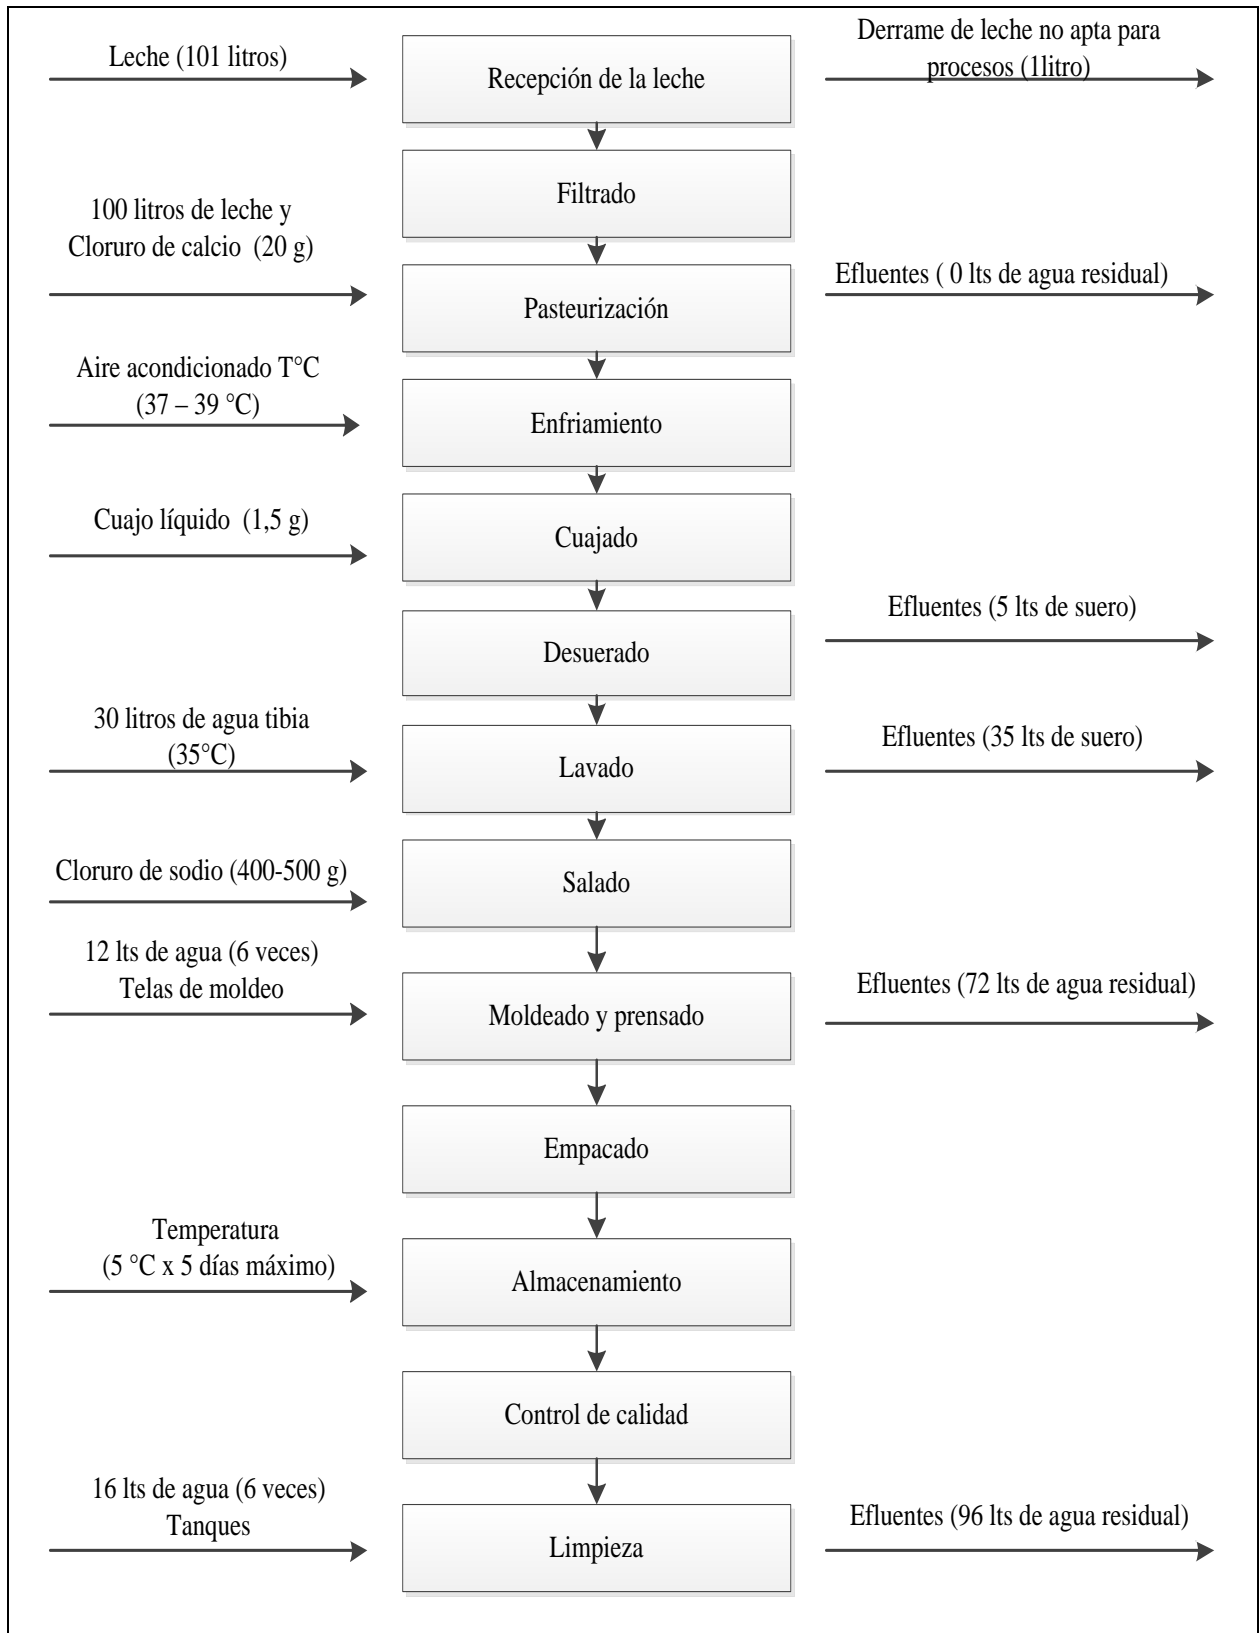 Leche (101 litros)
Recepción de la leche
Derrame de leche no apta para
procesos (1litro)
Filtrado
100 litros de leche y
Cloruro de calcio (20 g)
Pasteurización
Efluentes ( 0 lts de agua residual)
Aire acondicionado T°C
(37 – 39 °C)
Enfriamiento
Cuajo líquido (1,5 g)
Cuajado
Desuerado
Efluentes (5 lts de suero)
30 litros de agua tibia
(35°C)
Lavado
Efluentes (35 lts de suero)
Cloruro de sodio (400-500 g)
Salado
12 lts de agua (6 veces)
Telas de moldeo
Moldeado y prensado
Efluentes (72 lts de agua residual)
Empacado
Temperatura
(5 °C x 5 días máximo)
Almacenamiento
Control de calidad
16 lts de agua (6 veces)
Tanques
Limpieza
Efluentes (96 lts de agua residual)